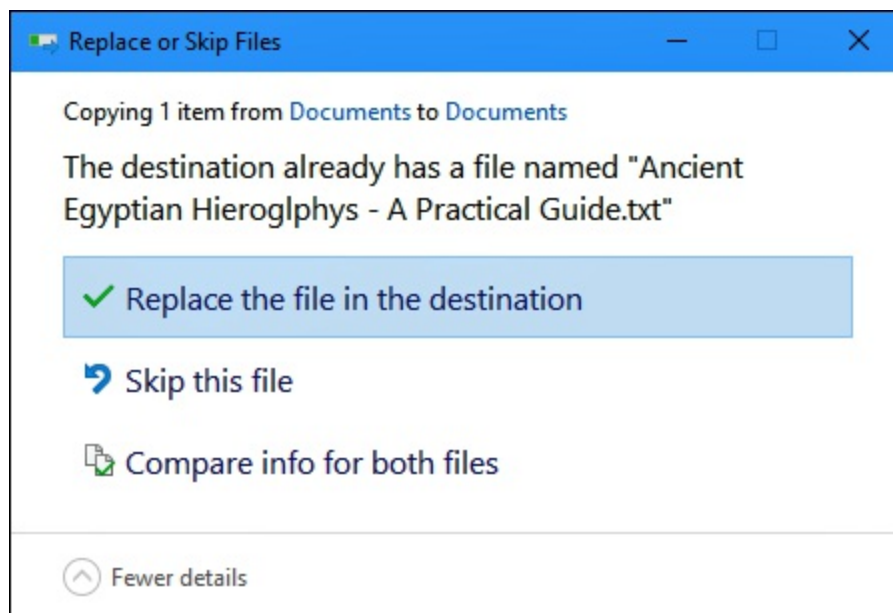 Replace or Skip Files
Copying 1 item from Documents to Documents
The destination already has a file named "Ancient
Egyptian Hieroglphys - A Practical Guide.txt"
Replace the file in the destination
Skip this file
Compare info for both files
Fewer details